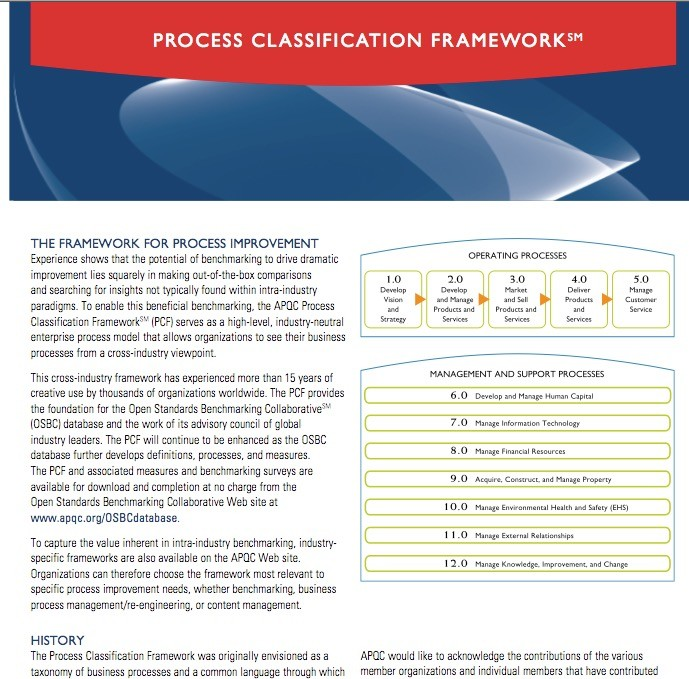 PROCESS CLASSIFICATION FRAMEWORK℠
THE FRAMEWORK FOR PROCESS IMPROVEMENT
Experience shows that the potential of benchmarking to drive dramatic
improvement lies squarely in making out-of-the-box comparisons
and searching for insights not typically found within intra-industry
paradigms. To enable this beneficial benchmarking, the APQC Process
Classification Framework℠ (PCF) serves as a high-level, industry-neutral
enterprise process model that allows organizations to see their business
processes from a cross-industry viewpoint.
This cross-industry framework has experienced more than 15 years of
creative use by thousands of organizations worldwide. The PCF provides
the foundation for the Open Standards Benchmarking Collaborative℠
(OSBC) database and the work of its advisory council of global
industry leaders. The PCF will continue to be enhanced as the OSBC
database further develops definitions, processes, and measures.
The PCF and associated measures and benchmarking surveys are
available for download and completion at no charge from the
Open Standards Benchmarking Collaborative Web site at
www.apqc.org/OSBCdatabase.
To capture the value inherent in intra-industry benchmarking, industry-
specific frameworks are also available on the APQC Web site.
Organizations can therefore choose the framework most relevant to
specific process improvement needs, whether benchmarking, business
process management/re-engineering, or content management.
HISTORY
The Process Classification Framework was originally envisioned as a
taxonomy of business processes and a common language through which
OPERATING PROCESSES
1.0
Develop
Vision
and
Strategy
2.0
Develop
and Manage
Products and
Services
3.0
Market
and Sell
Products and
Services
4.0
Deliver
Products
and
Services
5.0
Manage
Customer
Service
MANAGEMENT AND SUPPORT PROCESSES
6.0 Develop and Manage Human Capital
7.0 Manage Information Technology
8.0 Manage Financial Resources
9.0 Acquire, Construct, and Manage Property
10.0 Manage Environmental Health and Safety (EHS)
11.0 Manage External Relationships
12.0 Manage Knowledge, Improvement, and Change
APQC would like to acknowledge the contributions of the various
member organizations and individual members that have contributed